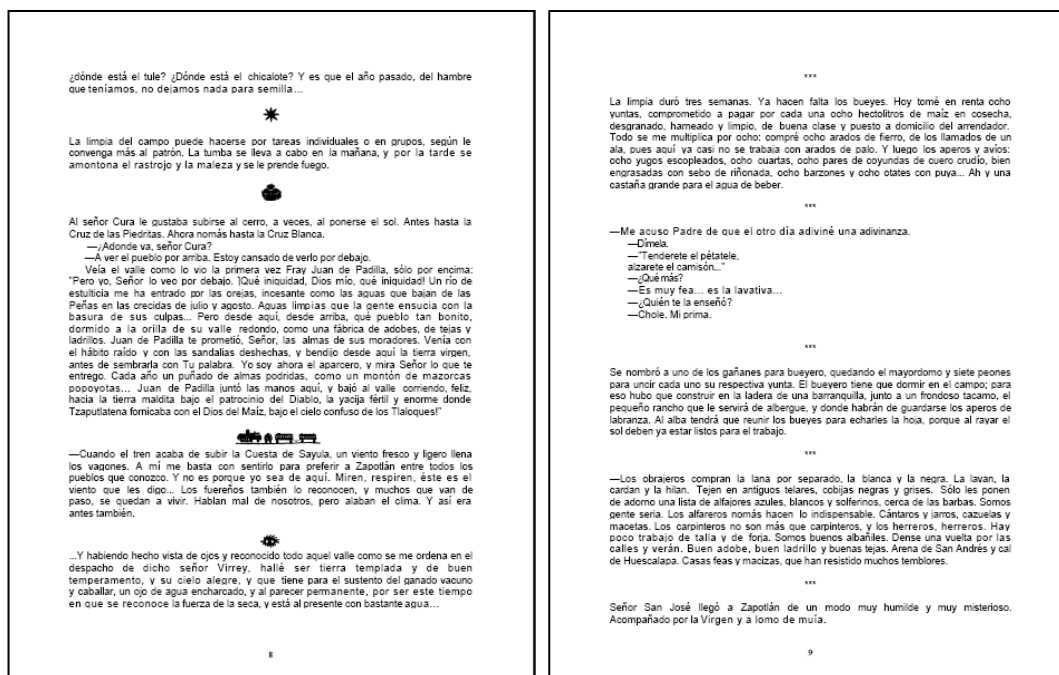 ¿dónde está el tule? ¿Dónde está el chicalote? Y es que el año pasado, del hambre
que teníamos, no dejamos nada para semilla...
La limpia del campo puede hacerse por tareas individuales o en grupos, según le
convenga más al patrón. La tumba se lleva a cabo en la mañana, y por la tarde se
amontona el rastrojo y la maleza y se le prende fuego.
Al señor Cura le gustaba subirse al cerro, a veces, al ponerse el sol. Antes hasta la
Cruz de las Piedritas. Ahora nomás hasta la Cruz Blanca.
—¿Adonde va, señor Cura?
—A ver el pueblo por arriba. Estoy cansado de verlo por debajo.
Veía el valle como lo vio la primera vez Fray Juan de Padilla, sólo por encima:
"Pero yo, Señor lo veo por debajo. ¡Qué iniquidad, Dios mío, qué iniquidad! Un río de
estulticia me ha entrado por las orejas, incesante como las aguas que bajan de las
Peñas en las crecidas de julio y agosto. Aguas limpias que la gente ensucia con la
basura de sus culpas... Pero desde aquí, desde arriba, qué pueblo tan bonito,
dormido a la orilla de su valle redondo, como una fábrica de adobes, de tejas y
ladrillos. Juan de Padilla te prometió, Señor, las almas de sus moradores. Venía con
el hábito raído y con las sandalias deshechas, y bendijo desde aquí la tierra virgen,
antes de sembrarla con Tu palabra. Yo soy ahora el aparcero, y mira Señor lo que te
entrego. Cada año un puñado de almas podridas, como un montón de mazorcas
popoyotas... Juan de Padilla juntó las manos aquí, y bajó al valle corriendo, feliz,
hacia la tierra maldita bajo el patrocinio del Diablo, la yacija fértil y enorme donde
Tzaputlatena fornicaba con el Dios del Maíz, bajo el cielo confuso de los Tlaloques!"
—Cuando el tren acaba de subir la Cuesta de Sayula, un viento fresco y ligero llena
los vagones. A mí me basta con sentirlo para preferir a Zapotlán entre todos los
pueblos que conozco. Y no es porque yo sea de aquí. Miren, respiren, éste es el
viento que les digo... Los fuereños también lo reconocen, y muchos que van de
paso, se quedan a vivir. Hablan mal de nosotros, pero alaban el clima. Y así era
antes también.
...Y habiendo hecho vista de ojos y reconocido todo aquel valle como se me ordena en el
despacho de dicho señor Virrey, hallé ser tierra templada y de buen
temperamento, y su cielo alegre, y que tiene para el sustento del ganado vacuno
y caballar, un ojo de agua encharcado, y al parecer permanente, por ser este tiempo
en que se reconoce la fuerza de la seca, y está al presente con bastante agua...
8
***
La limpia duró tres semanas. Ya hacen falta los bueyes. Hoy tomé en renta ocho
yuntas, comprometido a pagar por cada una ocho hectolitros de maíz en cosecha,
desgranado, harneado y limpio, de buena clase y puesto a domicilio del arrendador.
Todo se me multiplica por ocho: compré ocho arados de fierro, de los llamados de un
ala, pues aquí ya casi no se trabaja con arados de palo. Y luego los aperos y avíos:
ocho yugos escopleados, ocho cuartas, ocho pares de coyundas de cuero crudío, bien
engrasadas con sebo de riñonada, ocho barzones y ocho otates con puya... Ah y una
castaña grande para el agua de beber.
***
—Me acuso Padre de que el otro día adiviné una adivinanza.
—Dímela.
—"Tenderete el pétatele,
alzarete el camisón..."
—¿Qué más?
—Es muy fea... es la lavativa...
—¿Quién te la enseñó?
—Chole. Mi prima.
***
Se nombró a uno de los gañanes para bueyero, quedando el mayordomo y siete peones
para uncir cada uno su respectiva yunta. El bueyero tiene que dormir en el campo; para
eso hubo que construir en la ladera de una barranquilla, junto a un frondoso tacamo, el
pequeño rancho que le servirá de albergue, y donde habrán de guardarse los aperos de
labranza. Al alba tendrá que reunir los bueyes para echarles la hoja, porque al rayar el
sol deben ya estar listos para el trabajo.
***
—Los obrajeros compran la lana por separado, la blanca y la negra. La lavan, la
cardan y la hilan. Tejen en antiguos telares, cobijas negras y grises. Sólo les ponen
de adorno una lista de alfajores azules, blancos y solferinos, cerca de las barbas. Somos
gente seria. Los alfareros nomás hacen lo indispensable. Cántaros y jarros, cazuelas y
macetas. Los carpinteros no son más que carpinteros, y los herreros, herreros. Hay
poco trabajo de talla y de forja. Somos buenos albañiles. Dense una vuelta por las
calles y verán. Buen adobe, buen ladrillo y buenas tejas. Arena de San Andrés y cal
de Huescalapa. Casas feas y macizas, que han resistido muchos temblores.
***
Señor San José llegó a Zapotlán de un modo muy humilde y muy misterioso.
Acompañado por la Virgen y a lomo de muía.
9